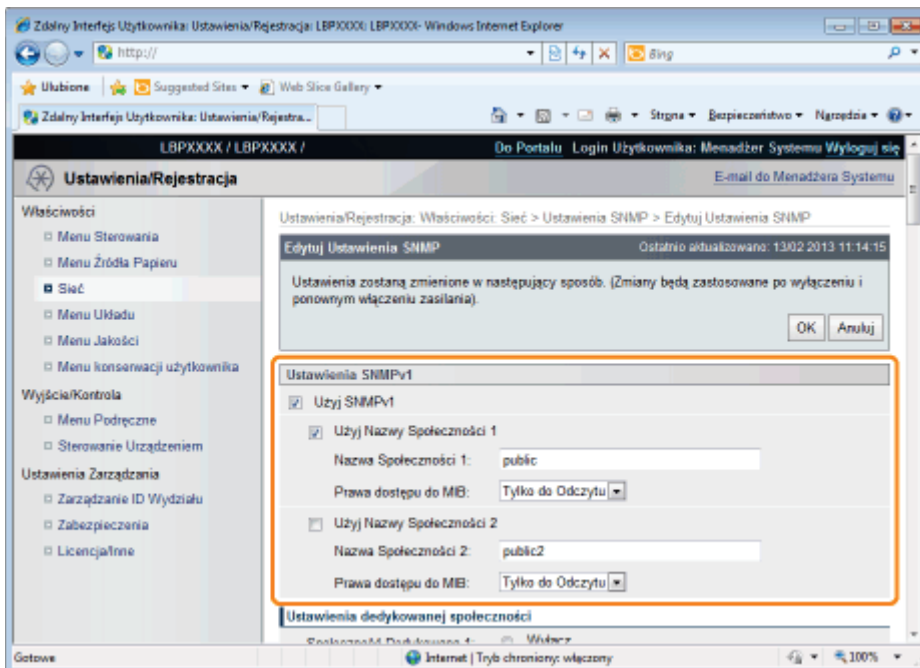 Zdalny Interfejs Użytkownika: Ustawienia/Rejestracja: LBPXXXX: LBPXXXX- Windows Internet Explorer
http://
Bing
Ulubione Suggested Sites Web Slice Gallery
Zdalny Interfejs Użytkownika: Ustawienia/Rejestra...
Strona Bezpieczeństwo Narzędzia
LBPXXXX / LBPXXXX /
Do Portalu Login Użytkownika: Menadżer Systemu Wyloguj się
Ustawienia/Rejestracja
E-mail do Menadżera Systemu
Właściwości
Menu Sterowania
Menu Źródła Papieru
Sieć
Menu Układu
Menu Jakości
Menu konserwacji użytkownika
Wyjście/Kontrola
Menu Podręczne
Sterowanie Urządzeniem
Ustawienia Zarządzania
Zarządzanie ID Wydziału
Zabezpieczenia
Licencja/Inne
Ustawienia/Rejestracja: Właściwości: Sieć > Ustawienia SNMP > Edytuj Ustawienia SNMP
Edytuj Ustawienia SNMP
Ostatnio aktualizowano: 13/02 2013 11:14:15
Ustawienia zostaną zmienione w następujący sposób. (Zmiany będą zastosowane po wyłączeniu i
ponownym włączeniu zasilania).
OK Anuluj
Ustawienia SNMPv1
Użyj SNMPv1
Użyj Nazwy Społeczności 1
Nazwa Społeczności 1: public
Prawa dostępu do MIB: Tylko do Odczytu
Użyj Nazwy Społeczności 2
Nazwa Społeczności 2: public2
Prawa dostępu do MIB: Tylko do Odczytu
Ustawienia dedykowanej społeczności
Społeczność Dedykowana 1: Wyłącz
Gotowe
Internet | Tryb chroniony: włączony
100%